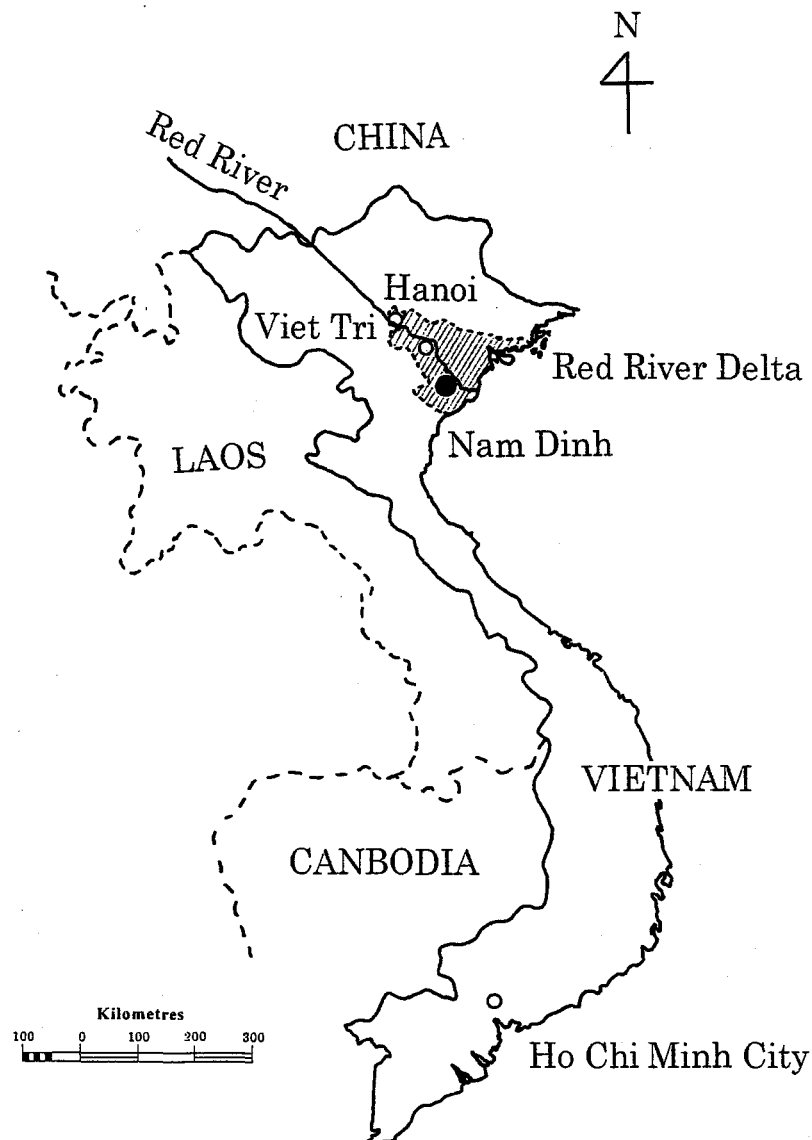 N
CHINA
Red River
Hanoi
Viet Tri
Red River Delta
Nam Dinh
LAOS
VIETNAM
CANBODIA
Kilometres
100 0 100 200 300
Ho Chi Minh City